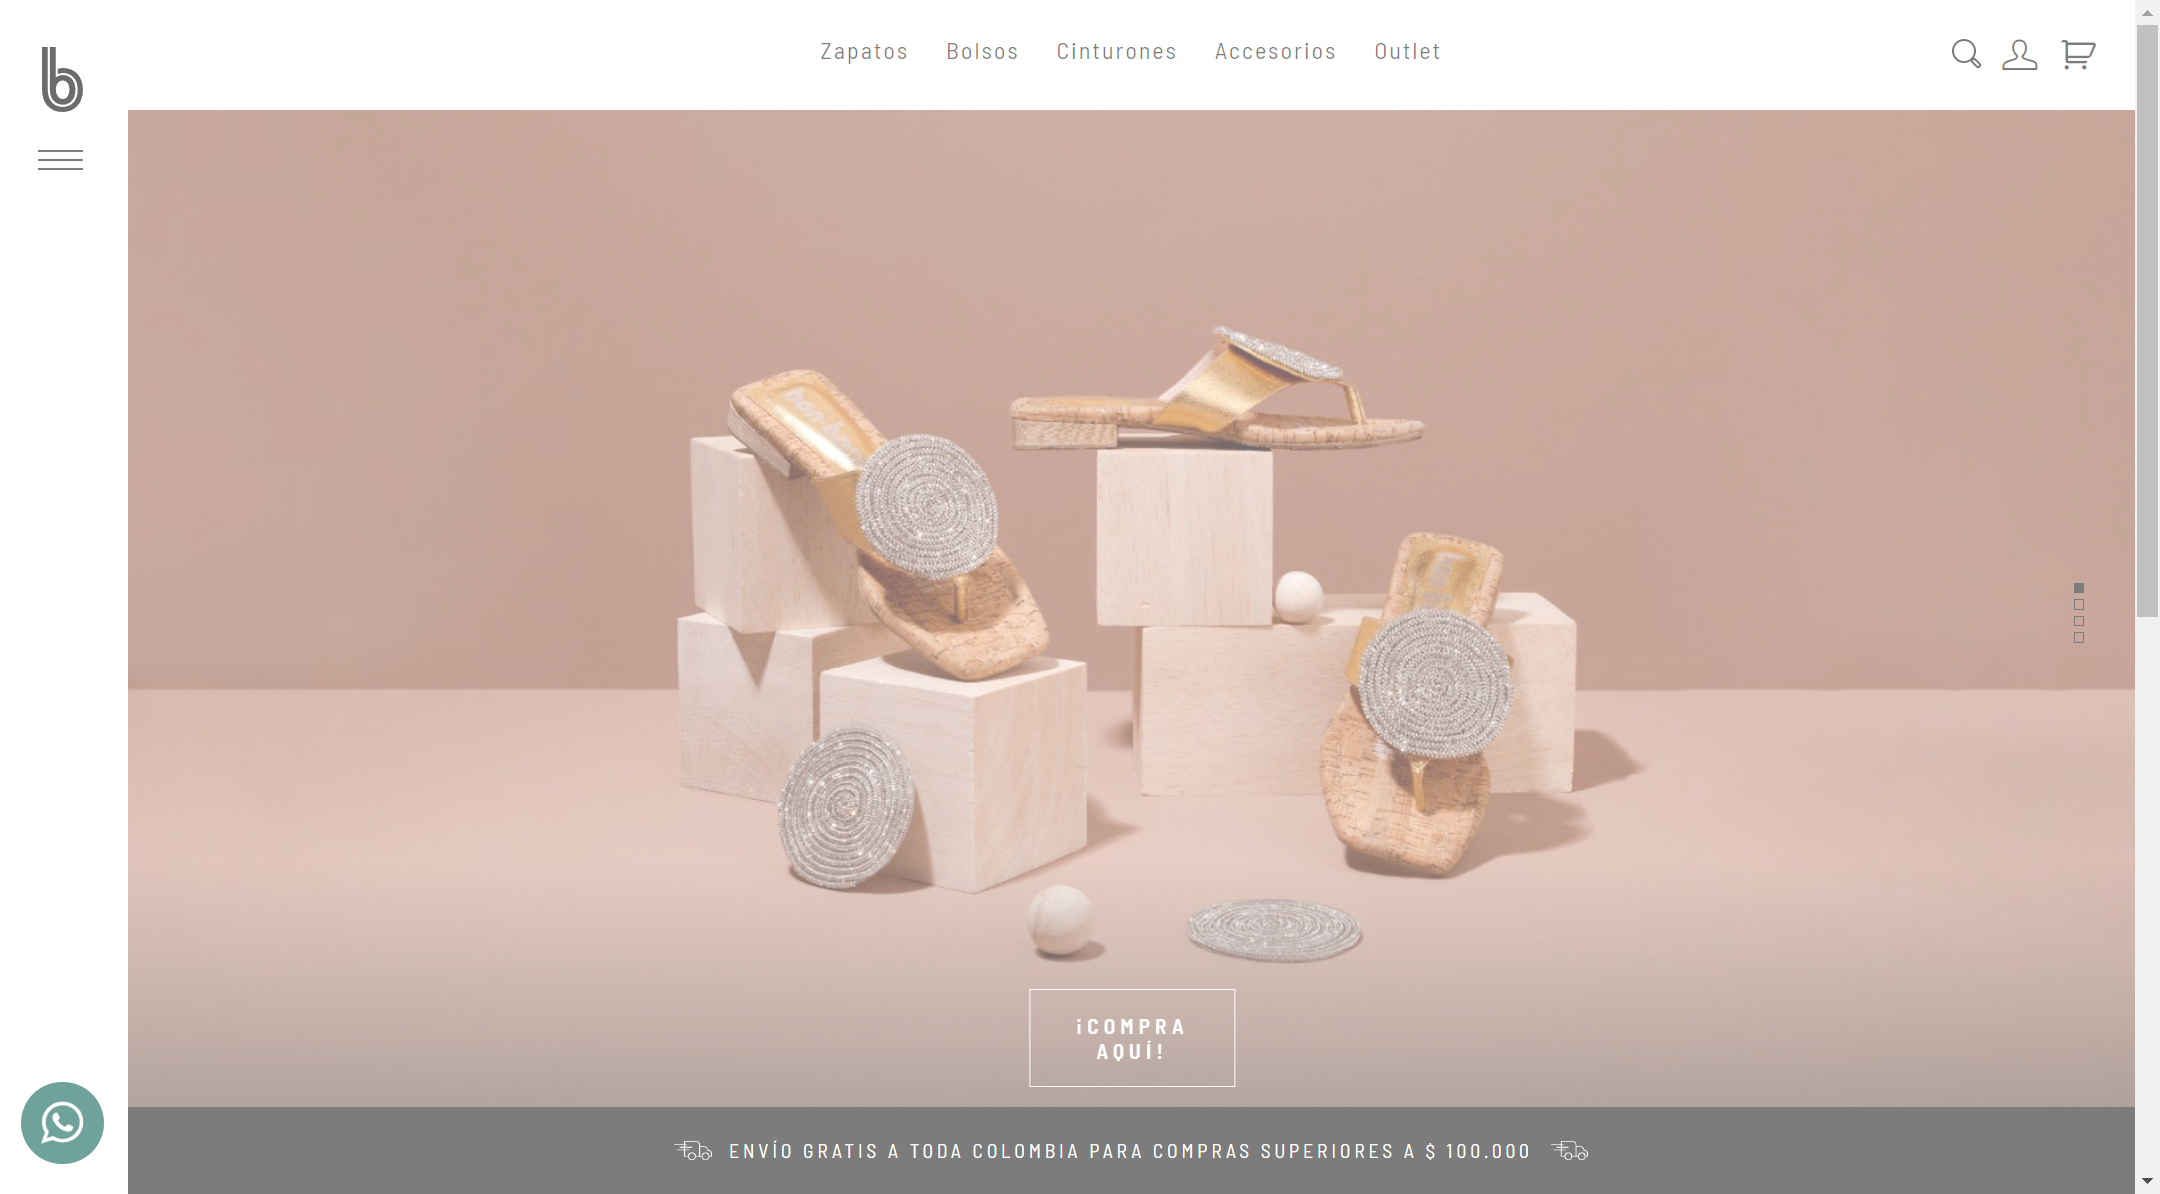 b
Zapatos Bolsos Cinturones Accesorios Outlet
¡COMPRA
AQUÍ!
ENVÍO GRATIS A TODA COLOMBIA PARA COMPRAS SUPERIORES A $ 100.000